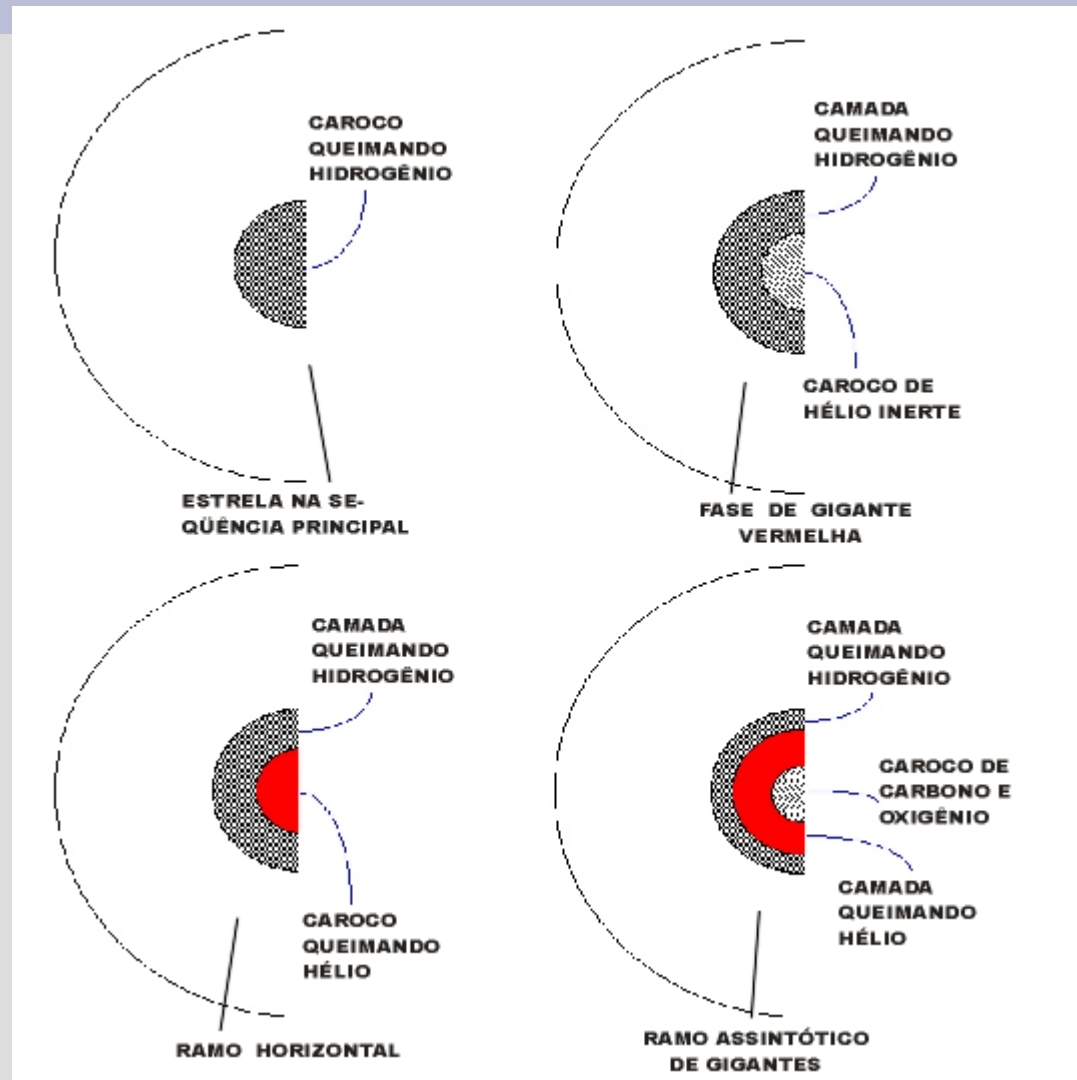 CAROCO
QUEIMANDO
HIDROGÊNIO
ESTRELA NA SE-
QÜÊNCIA PRINCIPAL
CAMADA
QUEIMANDO
HIDROGÊNIO
CAROCO DE
HÉLIO INERTE
FASE DE GIGANTE
VERMELHA
CAMADA
QUEIMANDO
HIDROGÊNIO
CAROCO
QUEIMANDO
HÉLIO
RAMO HORIZONTAL
CAMADA
QUEIMANDO
HIDROGÊNIO
CAROCO DE
CARBONO E
OXIGÊNIO
CAMADA
QUEIMANDO
HÉLIO
RAMO ASSINTÓTICO
DE GIGANTES